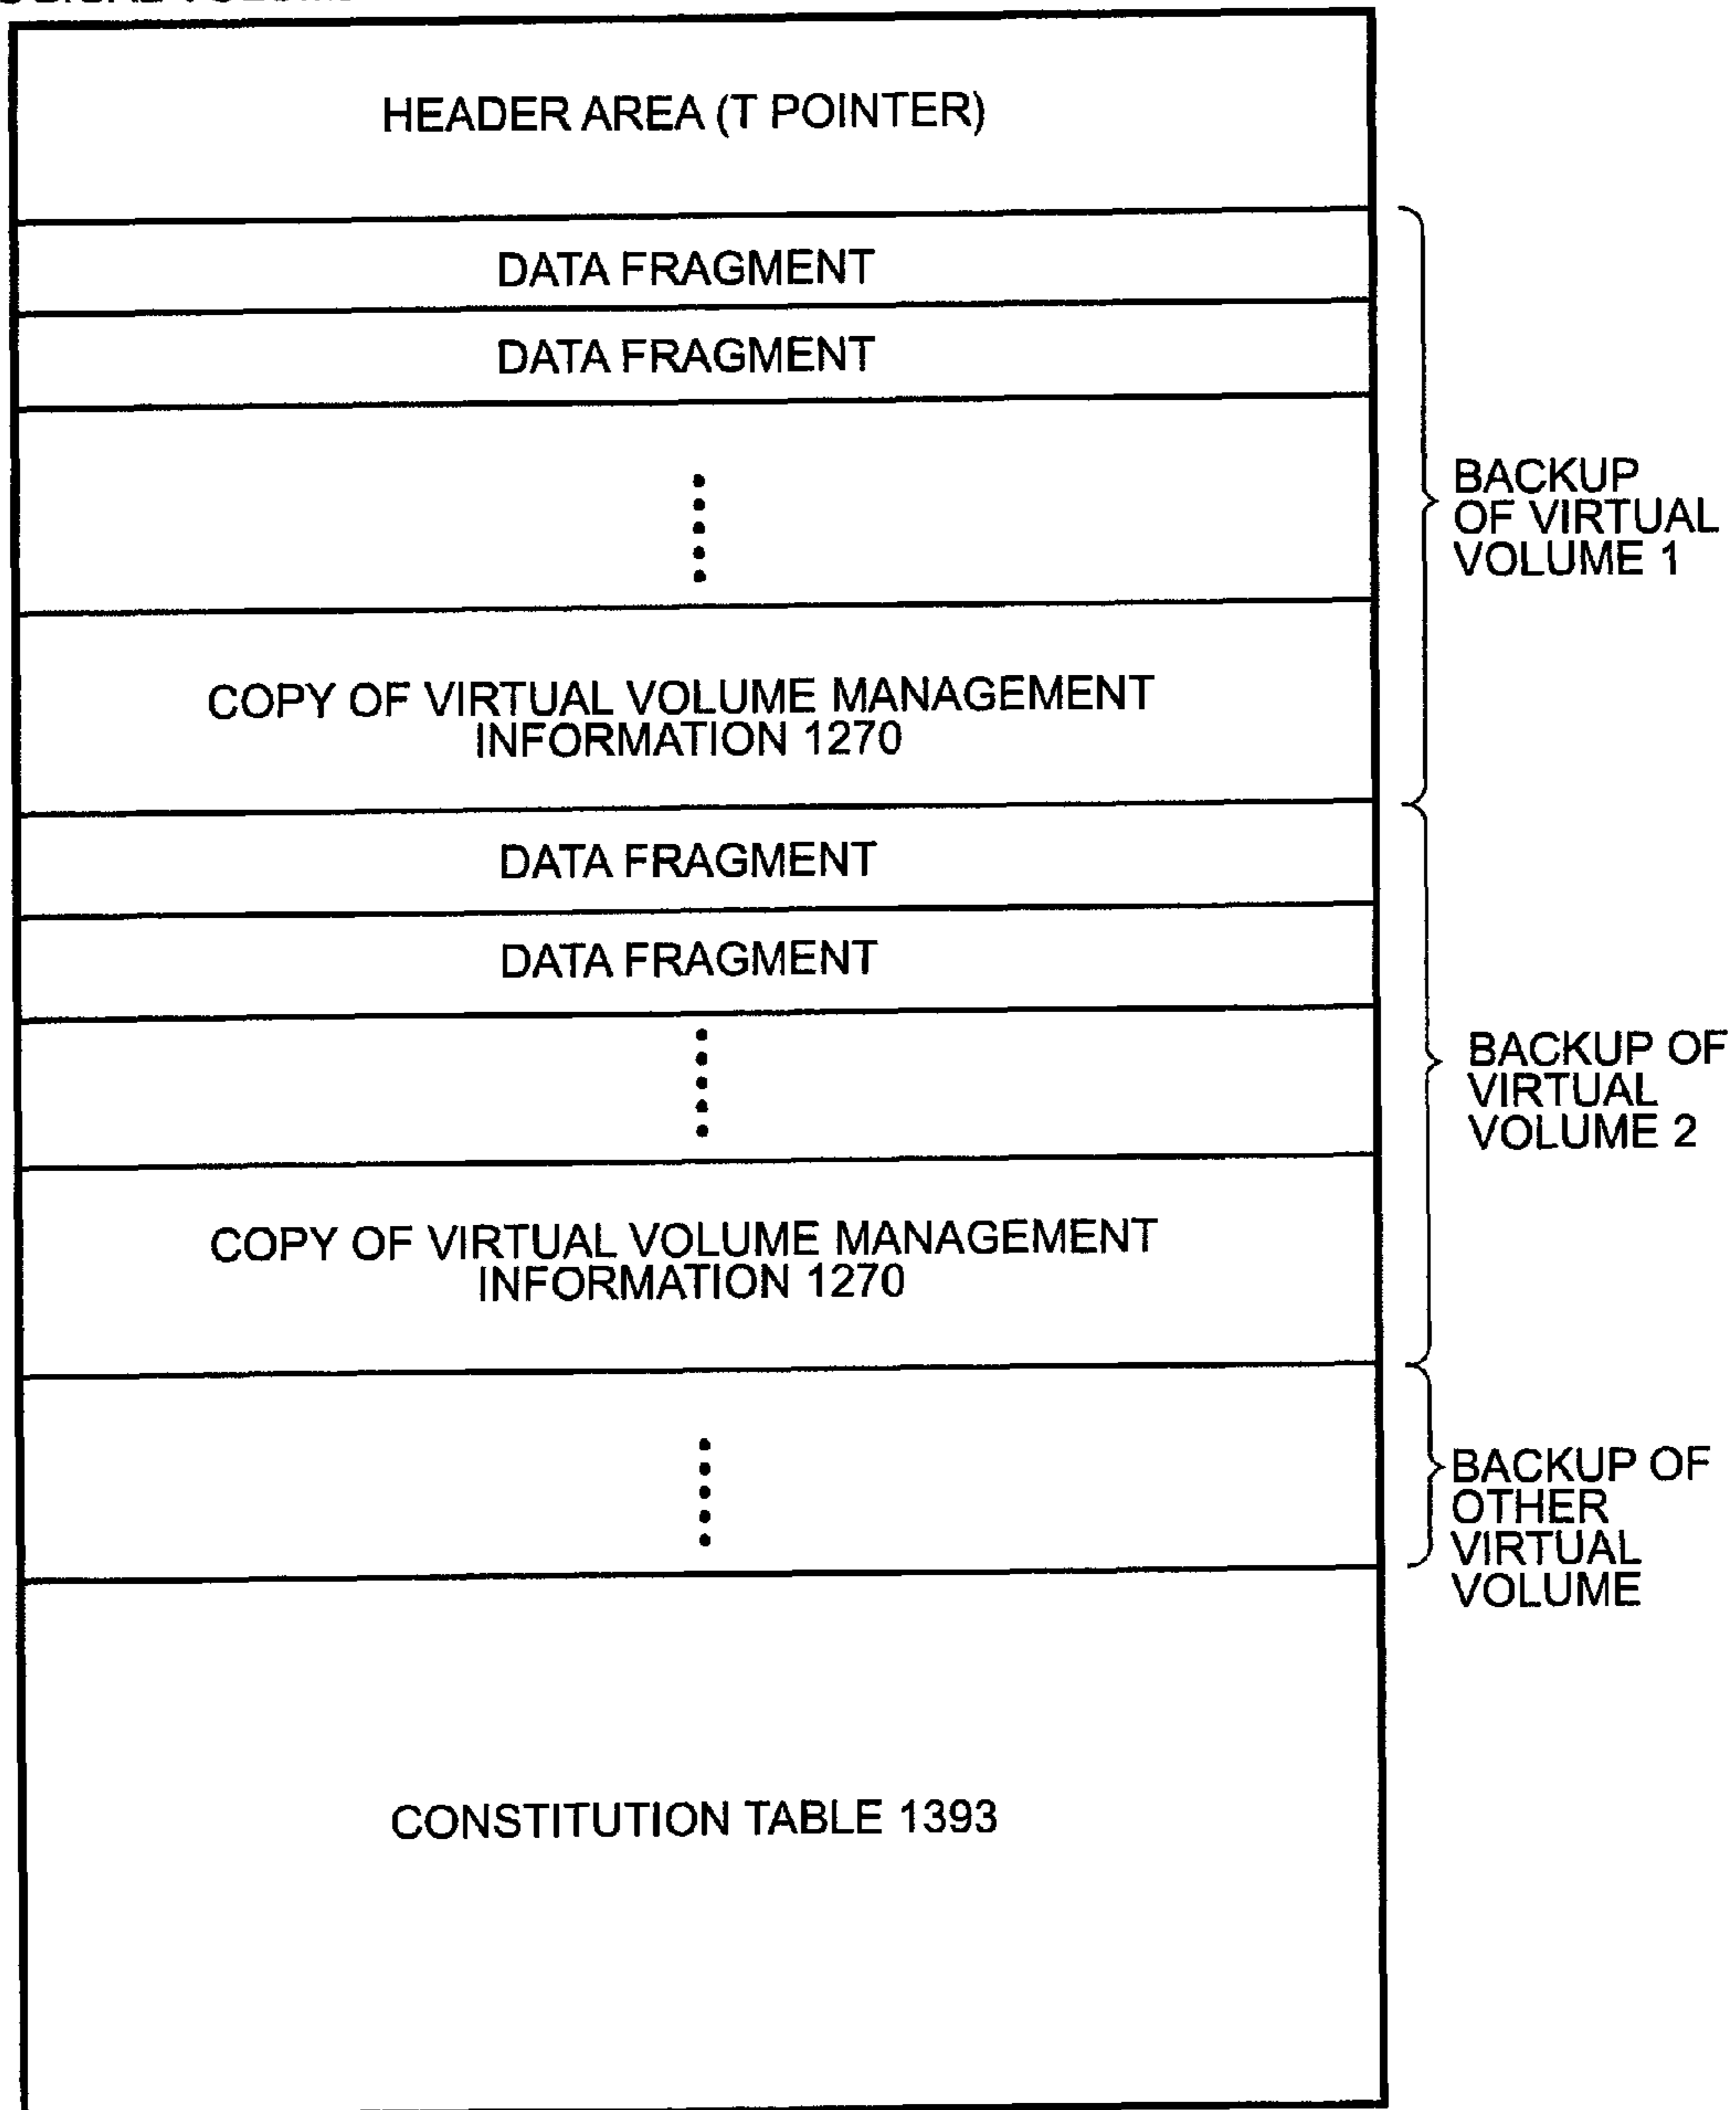 HEADER AREA (T POINTER)
DATA FRAGMENT
DATA FRAGMENT
BACKUP
OF VIRTUAL
VOLUME 1
COPY OF VIRTUAL VOLUME MANAGEMENT
INFORMATION 1270
DATA FRAGMENT
DATA FRAGMENT
BACKUP OF
VIRTUAL
VOLUME 2
COPY OF VIRTUAL VOLUME MANAGEMENT
INFORMATION 1270
BACKUP OF
OTHER
VIRTUAL
VOLUME
CONSTITUTION TABLE 1393